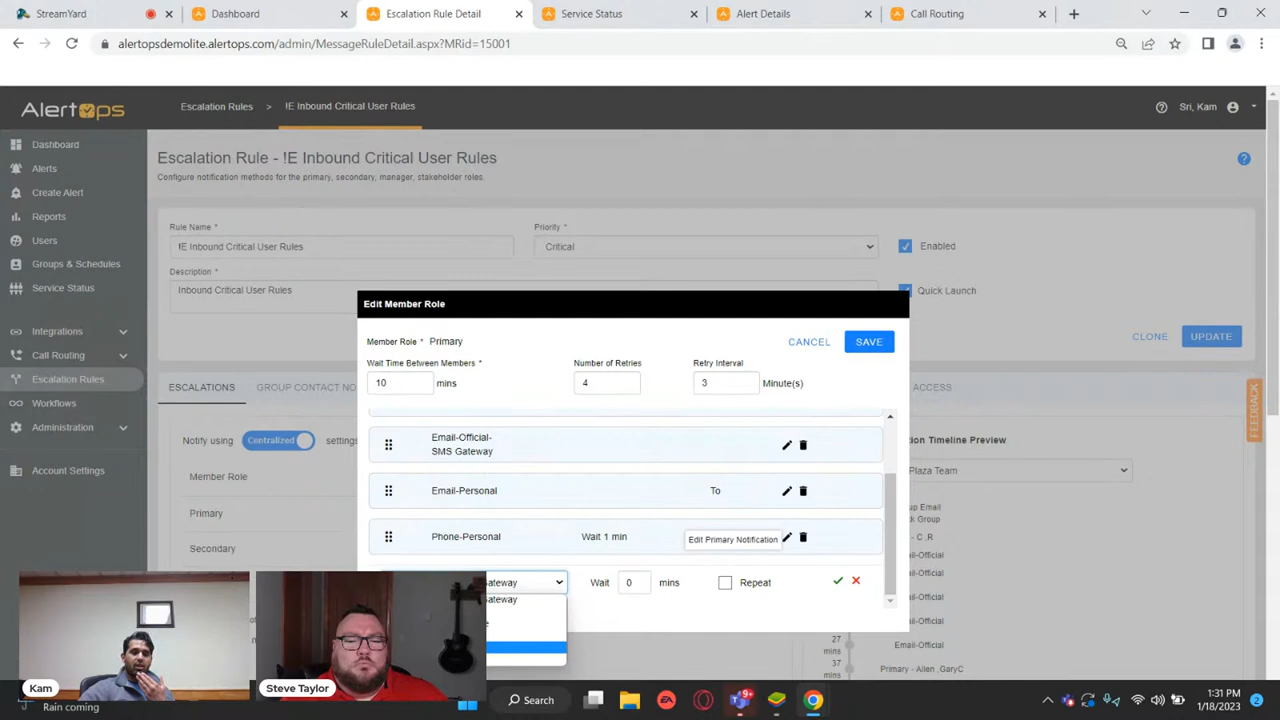 StreamYard
Dashboard
Escalation Rule Detail
Service Status
Alert Details
Call Routing
alertopsdemolite.alertops.com/admin/MessageRuleDetail.aspx?MRid=15001
AlertOps
Escalation Rules > !E Inbound Critical User Rules
Sri, Kam
Dashboard
Alerts
Create Alert
Reports
Users
Groups & Schedules
Service Status
Integrations
Call Routing
Escalation Rules
Workflows
Administration
Account Settings
Escalation Rule - !E Inbound Critical User Rules
Configure notification methods for the primary, secondary, manager, stakeholder roles.
Rule Name *
!E Inbound Critical User Rules
Priority *
Critical
Enabled
Description *
Inbound Critical User Rules
Quick Launch
CLONE
UPDATE
ESCALATIONS
GROUP CONTACT NO
ACCESS
Notify using Centralized settings
Member Role
Primary
Secondary
Edit Member Role
Member Role * Primary
CANCEL
SAVE
Wait Time Between Members *
10 mins
Number of Retries
4
Retry Interval
3 Minute(s)
Email-Official-
SMS Gateway
Email-Personal To
Phone-Personal Wait 1 min
Edit Primary Notification
ateway
Wait 0 mins
Repeat
ateway
e
on Timeline Preview
Plaza Team
up Email
k Group
- C ,R
ail-Official
ail-Official
27
mins
Email-Official
37
mins
Primary - Allen ,GaryC
FEEDBACK
Kam
Steve Taylor
Rain coming
Search
9+
1:31 PM
1/18/2023
2